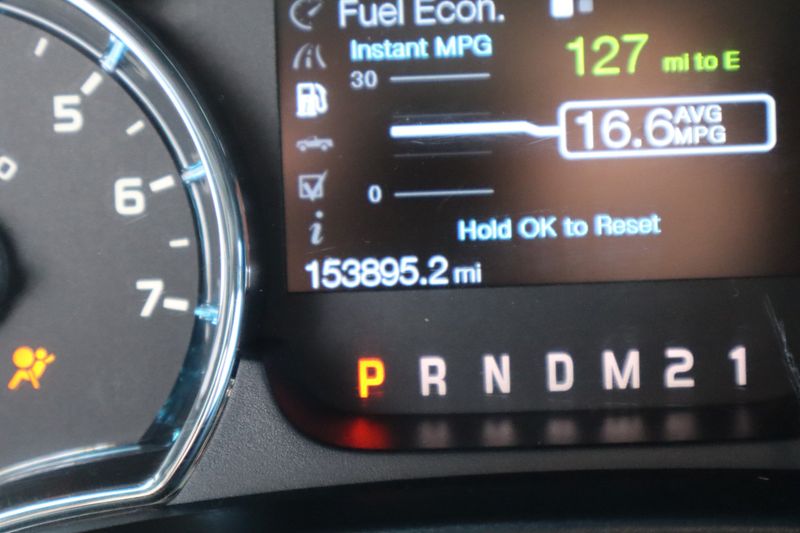 Fuel Econ.
Instant MPG
127 mi to E
30
16.6 AVG MPG
0
Hold OK to Reset
153895.2 mi
5
6
7
P R N D M 2 1